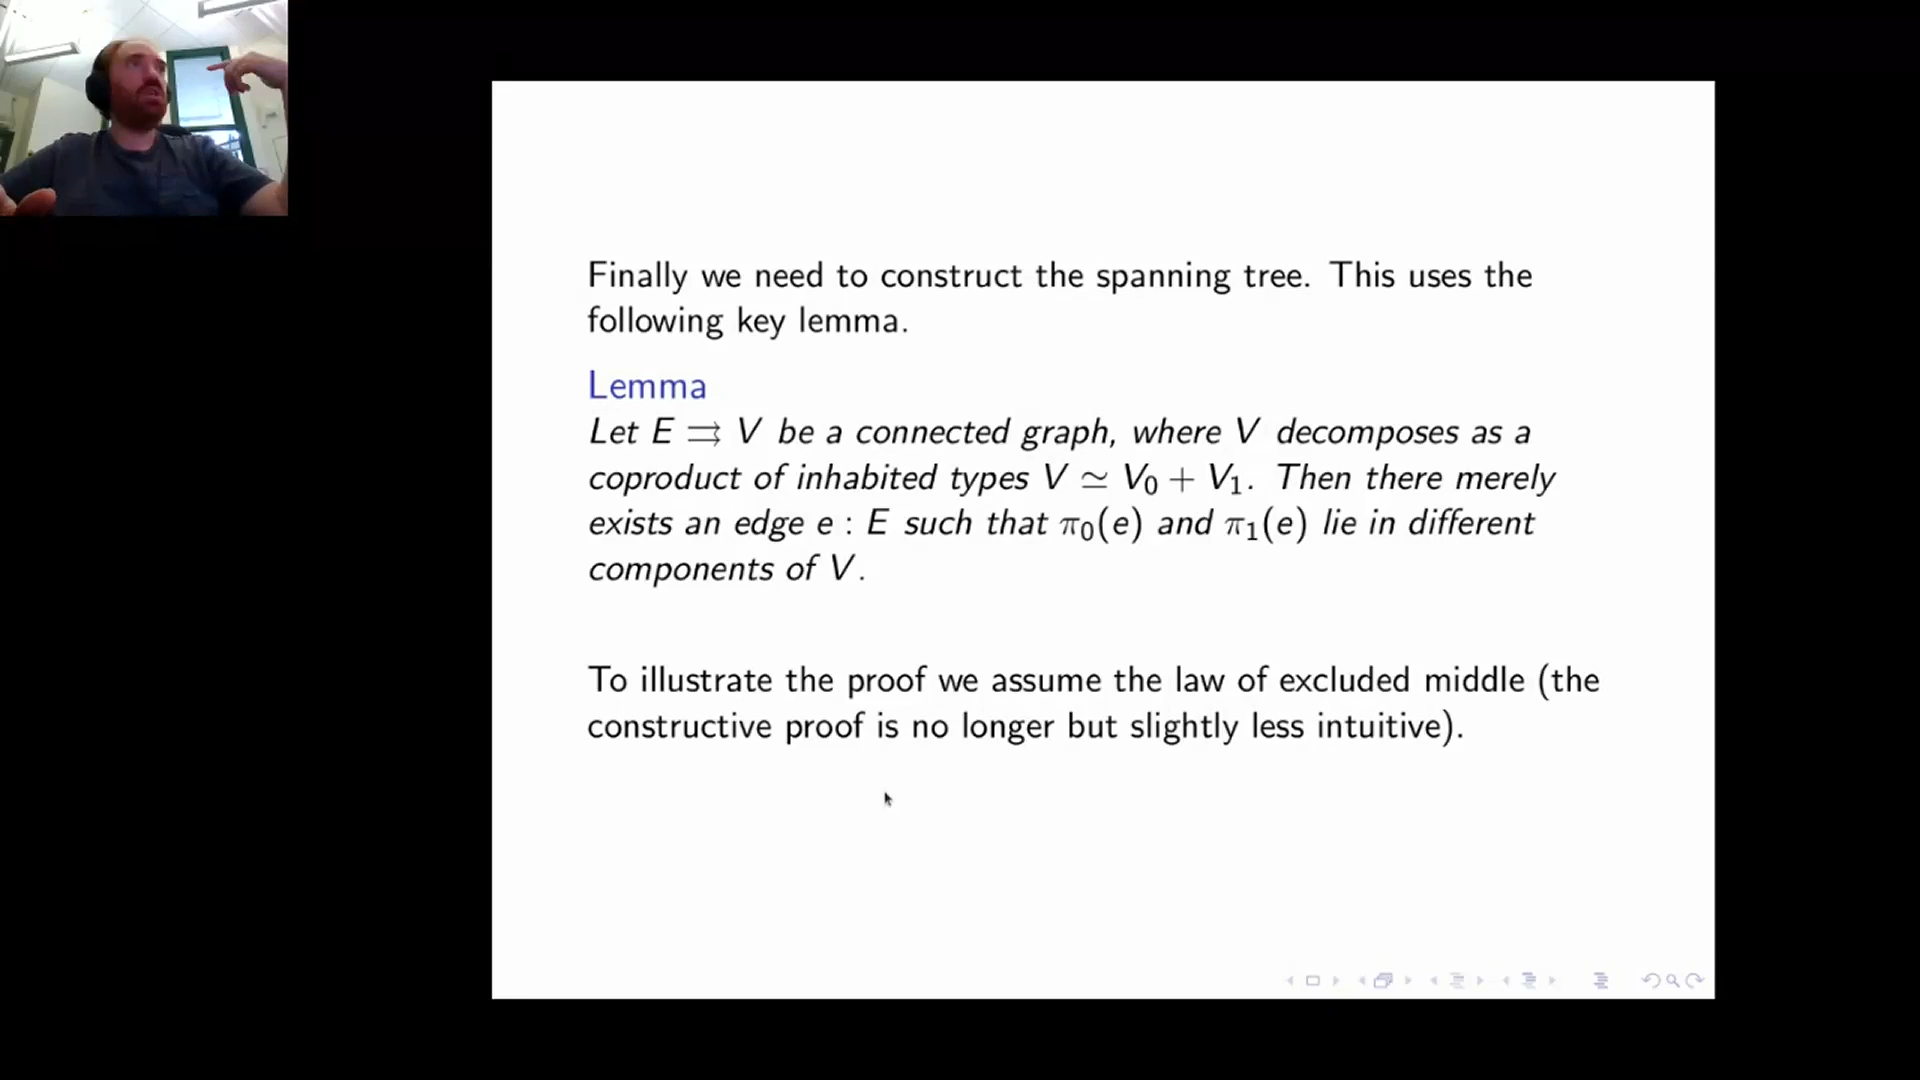 Finally we need to construct the spanning tree. This uses the
following key lemma.
Lemma
Let E ⇉ V be a connected graph, where V decomposes as a
coproduct of inhabited types V ≃ V₀ + V₁. Then there merely
exists an edge e : E such that π₀(e) and π₁(e) lie in different
components of V.
To illustrate the proof we assume the law of excluded middle (the
constructive proof is no longer but slightly less intuitive).